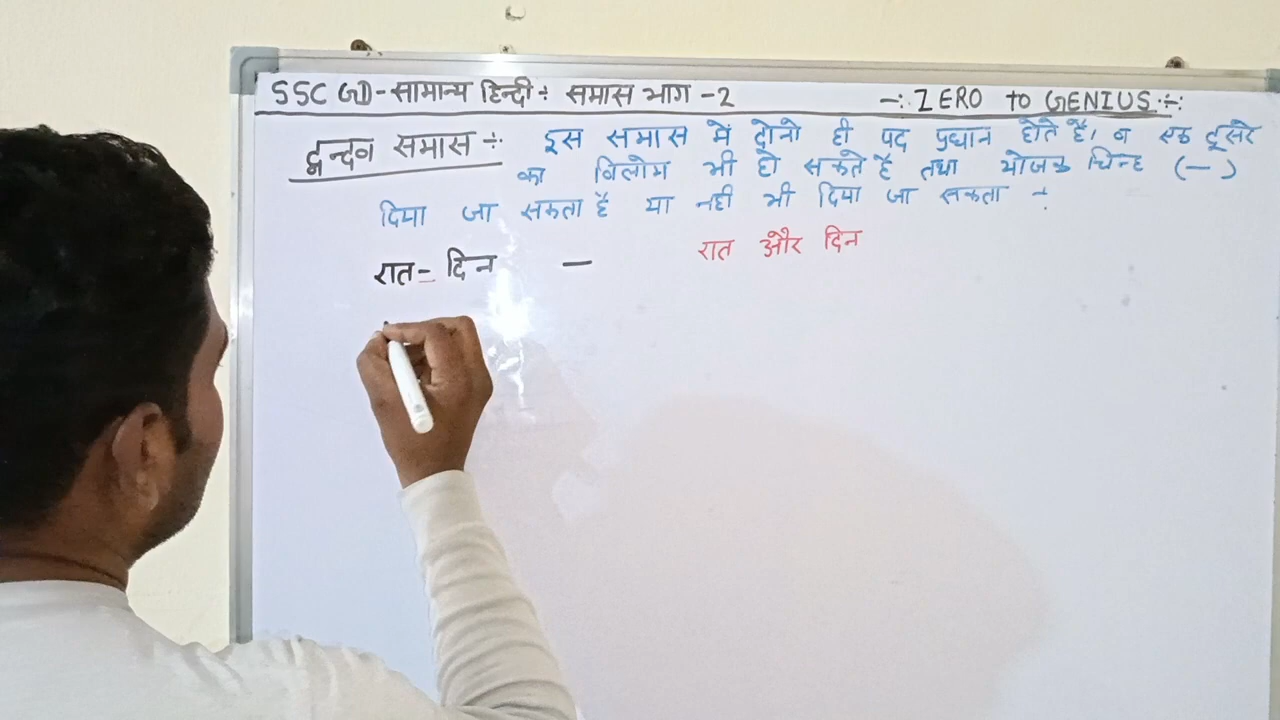 SSC GD-सामान्य हिन्दी÷ समास भाग -2 -: ZERO to GENIUS.÷:
द्वन्दव समास÷ इस समास में दोनो ही पद प्रधान होते है। व एक दूसरे
का विलोम भी हो सकते है तथा योजक चिन्ह (-)
दिया जा सकता है या नही भी दिया जा सकता ÷
रात- दिन - रात और दिन